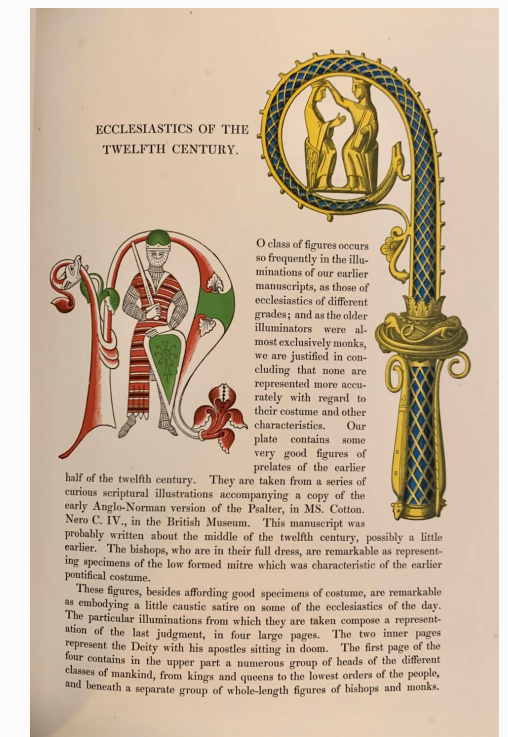 ECCLESIASTICS OF THE
TWELFTH CENTURY.
NO class of figures occurs
so frequently in the illu-
minations of our earlier
manuscripts, as those of
ecclesiastics of different
grades; and as the older
illuminators were al-
most exclusively monks,
we are justified in con-
cluding that none are
represented more accu-
rately with regard to
their costume and other
characteristics. Our
plate contains some
very good figures of
prelates of the earlier
half of the twelfth century. They are taken from a series of
curious scriptural illustrations accompanying a copy of the
early Anglo-Norman version of the Psalter, in MS. Cotton.
Nero C. IV., in the British Museum. This manuscript was
probably written about the middle of the twelfth century, possibly a little
earlier. The bishops, who are in their full dress, are remarkable as represent-
ing specimens of the low formed mitre which was characteristic of the earlier
pontifical costume.
These figures, besides affording good specimens of costume, are remarkable
as embodying a little caustic satire on some of the ecclesiastics of the day.
The particular illuminations from which they are taken compose a represent-
ation of the last judgment, in four large pages. The two inner pages
represent the Deity with his apostles sitting in doom. The first page of the
four contains in the upper part a numerous group of heads of the different
classes of mankind, from kings and queens to the lowest orders of the people,
and beneath a separate group of whole-length figures of bishops and monks.